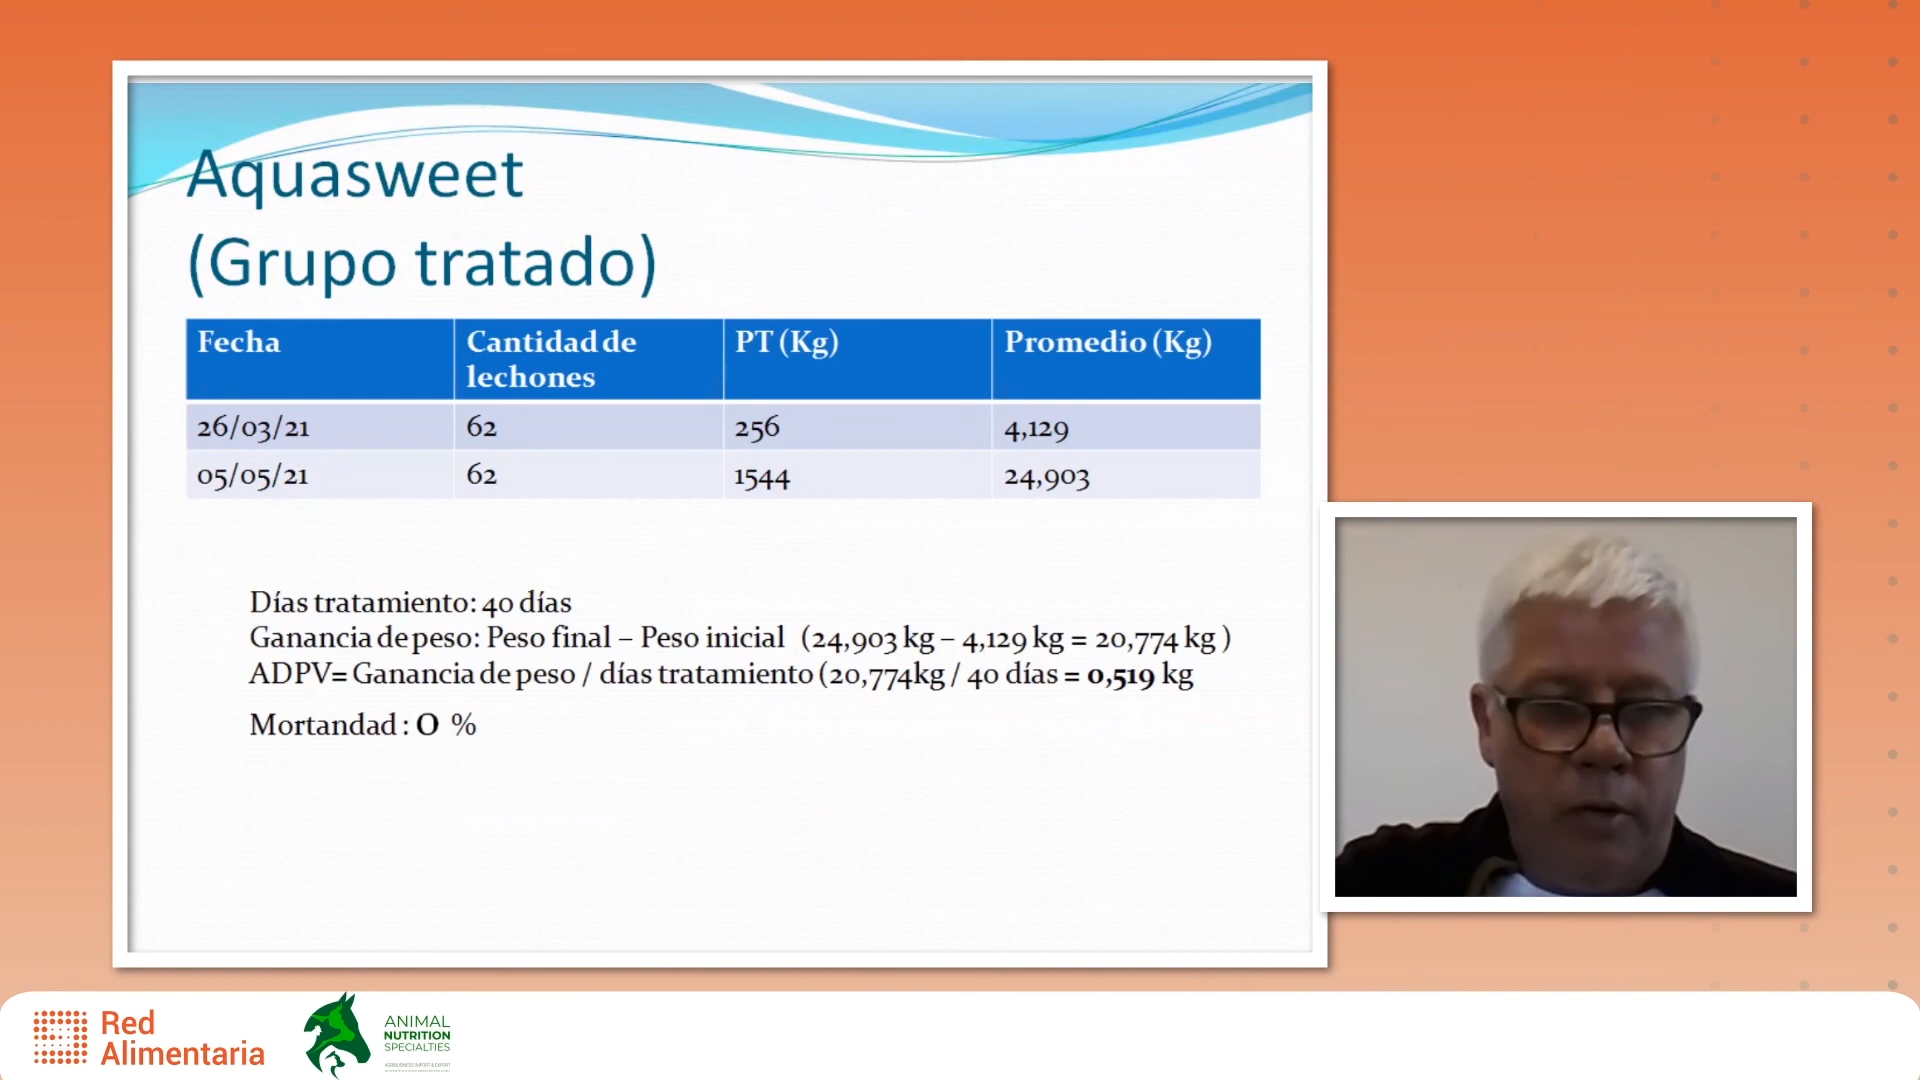 Aquasweet
(Grupo tratado)
Fecha
Cantidad de lechones
PT (Kg)
Promedio (Kg)
26/03/21
62
256
4,129
05/05/21
62
1544
24,903
Días tratamiento: 40 días
Ganancia de peso: Peso final – Peso inicial (24,903 kg – 4,129 kg = 20,774 kg )
ADPV= Ganancia de peso / días tratamiento (20,774kg / 40 días = 0,519 kg
Mortandad : O %
Red
Alimentaria
ANIMAL
NUTRITION
SPECIALTIES